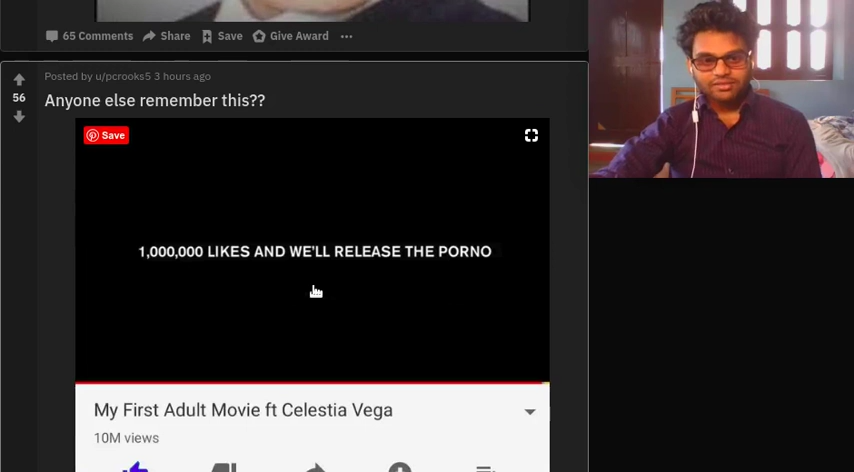 65 Comments Share Save Give Award
56
Posted by u/pcrooks5 3 hours ago
Anyone else remember this??
Save
1,000,000 LIKES AND WE'LL RELEASE THE PORNO
My First Adult Movie ft Celestia Vega
10M views